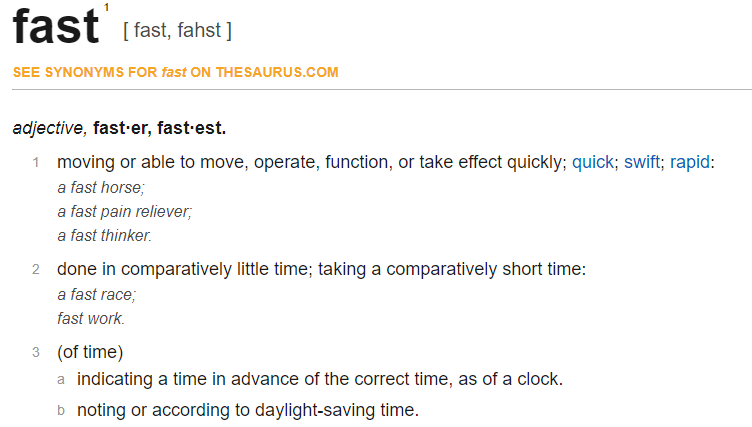 fast1 [ fast, fahst ]
SEE SYNONYMS FOR fast ON THESAURUS.COM
adjective, fast·er, fast·est.
1 moving or able to move, operate, function, or take effect quickly; quick; swift; rapid:
a fast horse;
a fast pain reliever;
a fast thinker.
2 done in comparatively little time; taking a comparatively short time:
a fast race;
fast work.
3 (of time)
a indicating a time in advance of the correct time, as of a clock.
b noting or according to daylight-saving time.